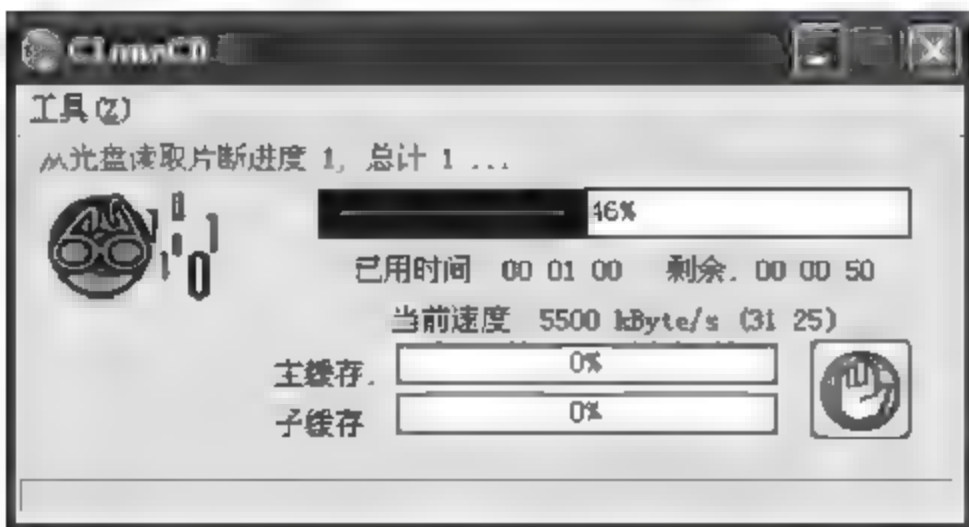 CloneCD
工具(Z)
从光盘读取片断进度 1, 总计 1 ...
46%
已用时间 00 01 00 剩余. 00 00 50
当前速度 5500 kByte/s (31 25)
主缓存. 0%
子缓存 0%